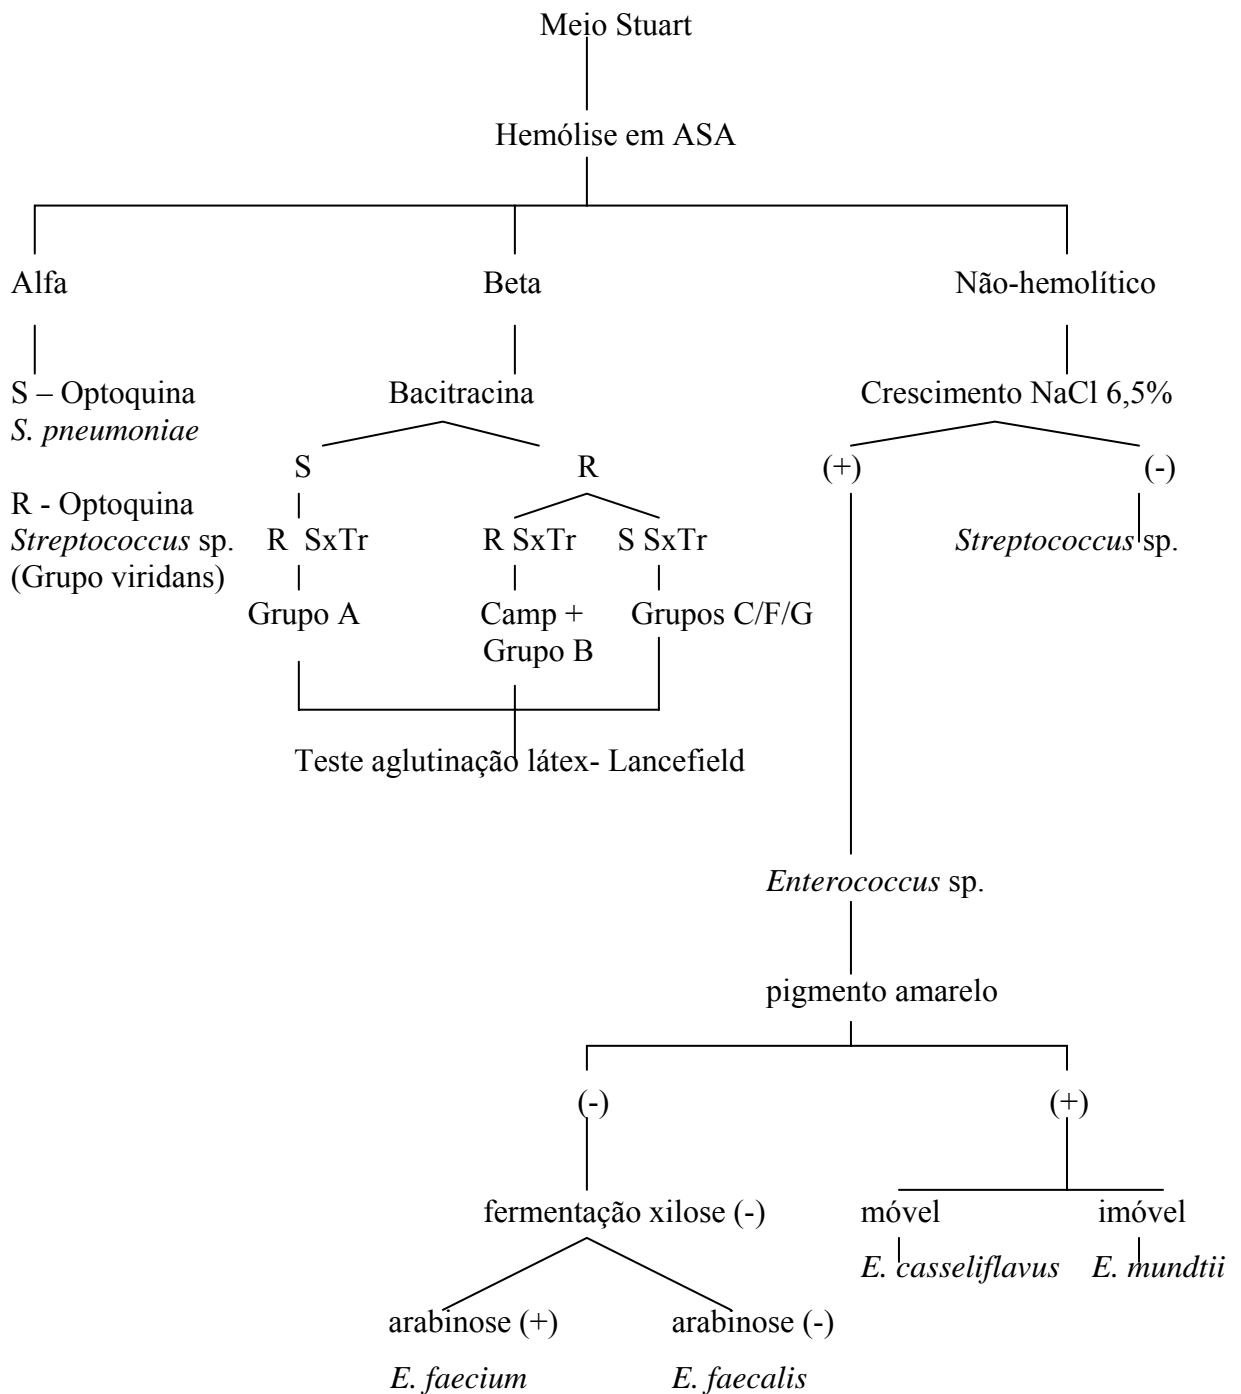 Meio Stuart
Hemólise em ASA
Alfa
Beta
Não-hemolítico
S – Optoquina
S. pneumoniae
R - Optoquina
Streptococcus sp.
(Grupo viridans)
Bacitracina
S
R
R SxTr
R SxTr
S SxTr
Grupo A
Camp +
Grupo B
Grupos C/F/G
Teste aglutinação látex- Lancefield
Crescimento NaCl 6,5%
(+)
(-)
Streptococcus sp.
Enterococcus sp.
pigmento amarelo
(-)
(+)
fermentação xilose (-)
móvel
imóvel
E. casseliflavus
E. mundtii
arabinose (+)
arabinose (-)
E. faecium
E. faecalis